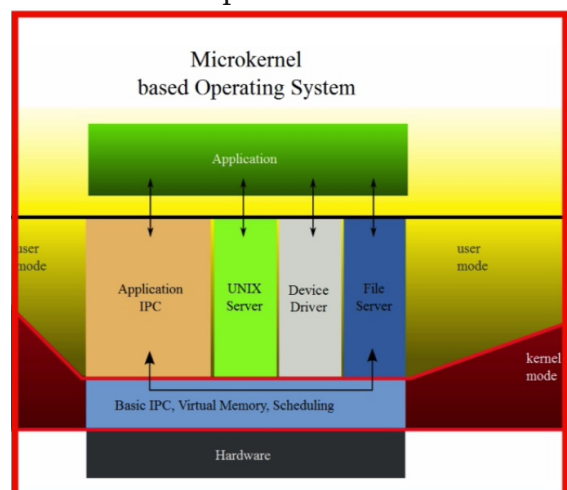 Microkernel
based Operating System
Application
user
mode
user
mode
Application
IPC
UNIX
Server
Device
Driver
File
Server
kernel
mode
Basic IPC, Virtual Memory, Scheduling
Hardware